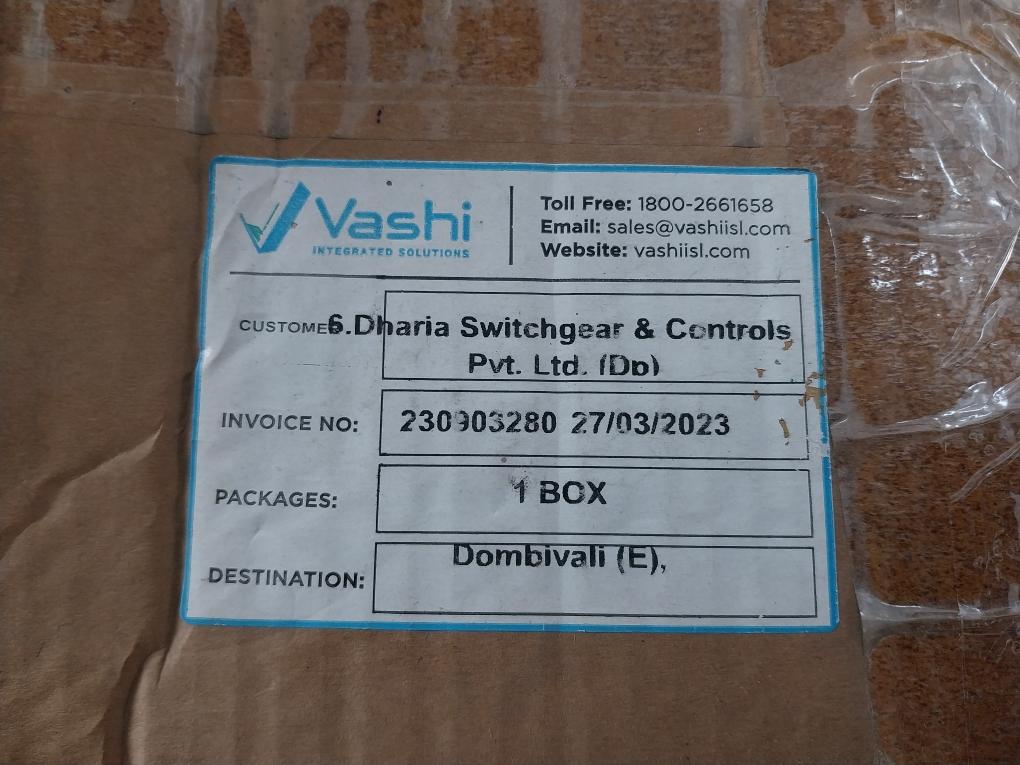 Vashi
INTEGRATED SOLUTIONS
Toll Free: 1800-2661658
Email: sales@vashiisl.com
Website: vashiisl.com
CUSTOMER 6.Dharia Switchgear & Controls
Pvt. Ltd. (Db)
INVOICE NO: 230903280 27/03/2023
PACKAGES: 1 BOX
DESTINATION: Dombivali (E),